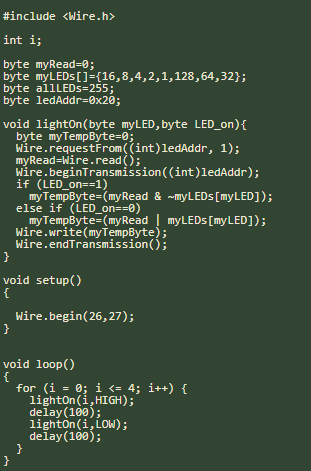 #include <Wire.h>
int i;
byte myRead=0;
byte myLEDs[]={16,8,4,2,1,128,64,32};
byte allLEDs=255;
byte ledAddr=0x20;
void lightOn(byte myLED,byte LED_on){
  byte myTempByte=0;
  Wire.requestFrom((int)ledAddr, 1);
  myRead=Wire.read();
  Wire.beginTransmission((int)ledAddr);
  if (LED_on==1)
    myTempByte=(myRead & ~myLEDs[myLED]);
  else if (LED_on==0)
    myTempByte=(myRead | myLEDs[myLED]);
  Wire.write(myTempByte);
  Wire.endTransmission();
}
void setup()
{
  Wire.begin(26,27);
}
void loop()
{
  for (i = 0; i <= 4; i++) {
    lightOn(i,HIGH);
    delay(100);
    lightOn(i,LOW);
    delay(100);
  }
}